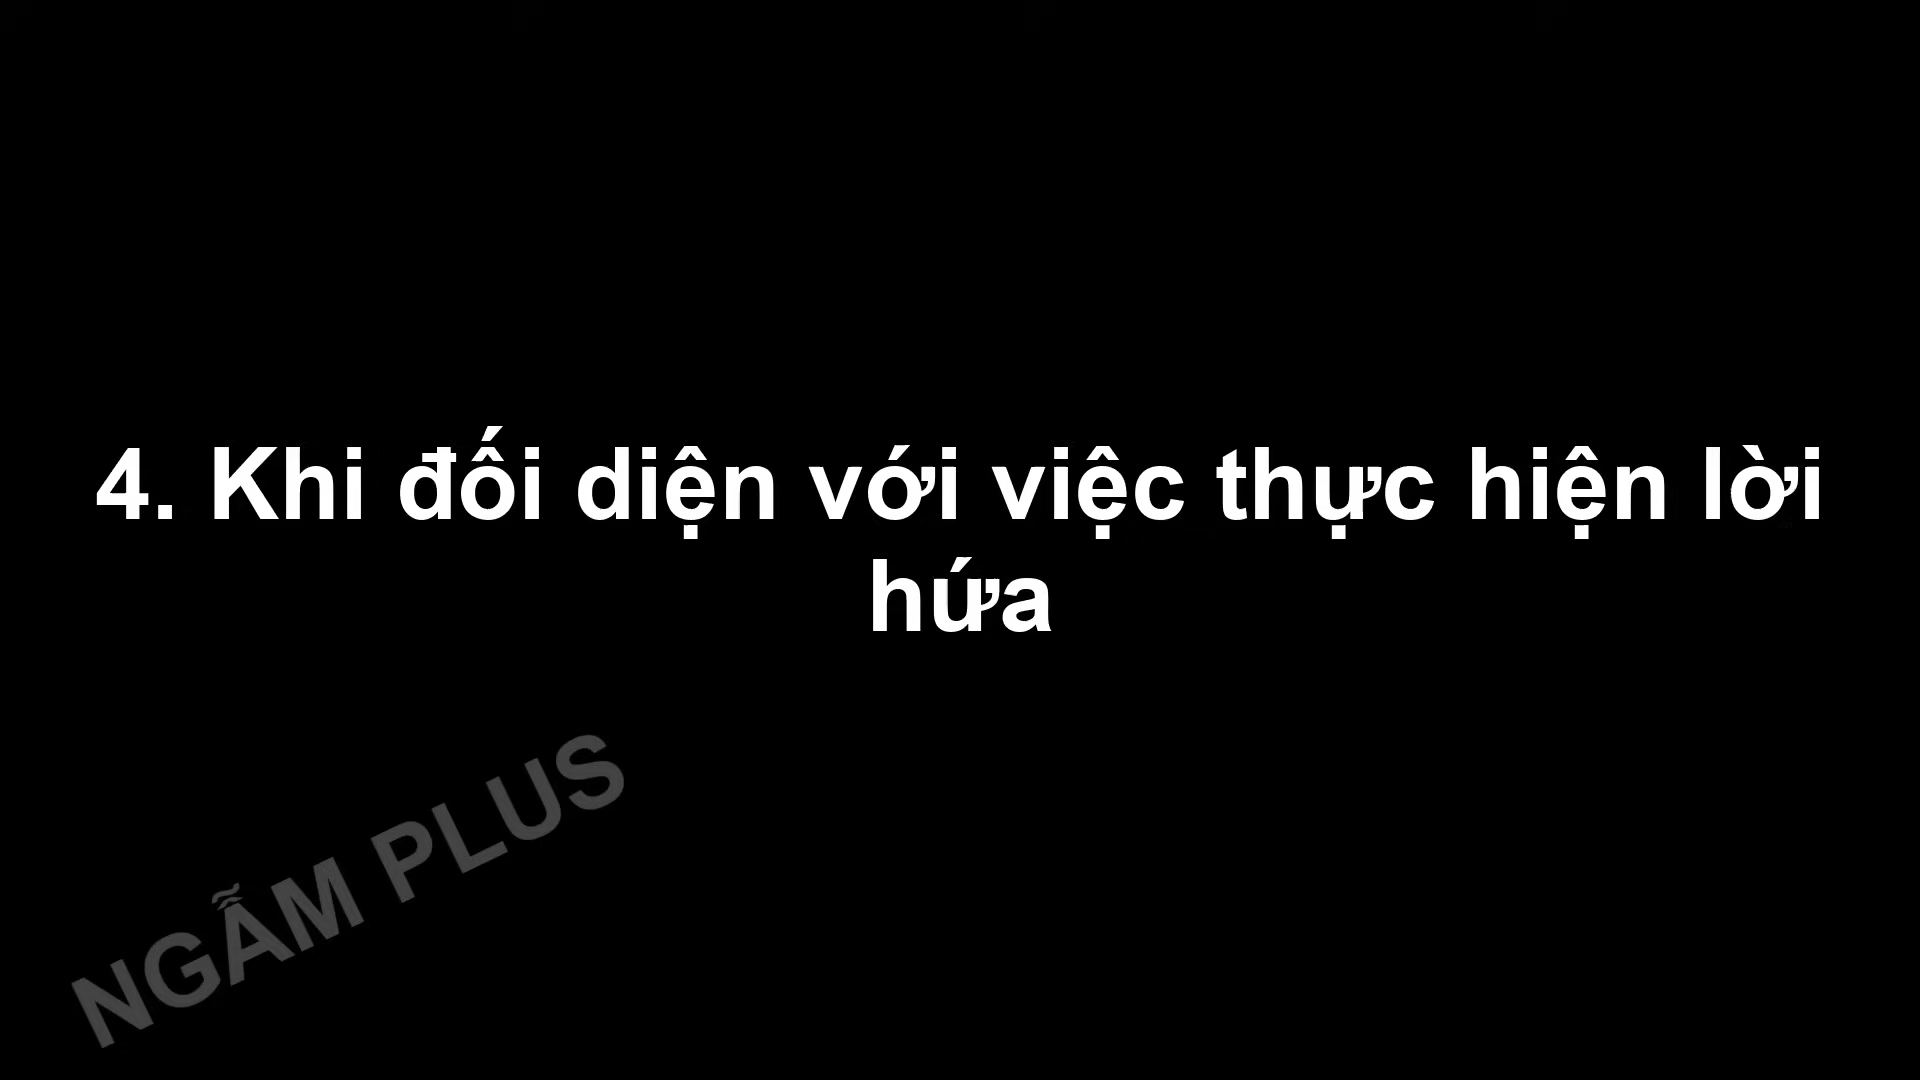 4. Khi đối diện với việc thực hiện lời
hứa
NGẪM PLUS